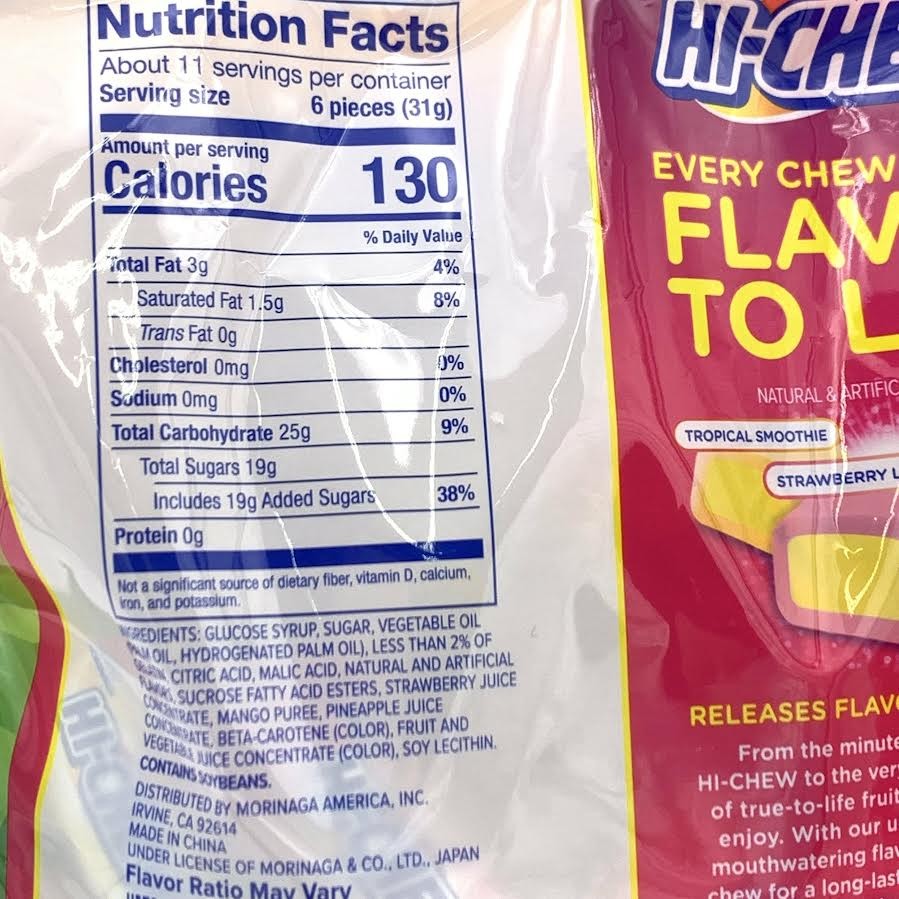 Nutrition Facts
About 11 servings per container
Serving size 6 pieces (31g)
Amount per serving
Calories 130
% Daily Value
Total Fat 3g 4%
Saturated Fat 1.5g 8%
Trans Fat 0g
Cholesterol 0mg 0%
Sodium 0mg 0%
Total Carbohydrate 25g 9%
Total Sugars 19g
Includes 19g Added Sugars 38%
Protein 0g
Not a significant source of dietary fiber, vitamin D, calcium,
iron, and potassium.
INGREDIENTS: GLUCOSE SYRUP, SUGAR, VEGETABLE OIL
(PALM OIL, HYDROGENATED PALM OIL), LESS THAN 2% OF
GELATIN, CITRIC ACID, MALIC ACID, NATURAL AND ARTIFICIAL
FLAVORS, SUCROSE FATTY ACID ESTERS, STRAWBERRY JUICE
CONCENTRATE, MANGO PUREE, PINEAPPLE JUICE
CONCENTRATE, BETA-CAROTENE (COLOR), FRUIT AND
VEGETABLE JUICE CONCENTRATE (COLOR), SOY LECITHIN.
CONTAINS SOYBEANS.
DISTRIBUTED BY MORINAGA AMERICA, INC.
IRVINE, CA 92614
MADE IN CHINA
UNDER LICENSE OF MORINAGA & CO., LTD., JAPAN
Flavor Ratio May Vary
HI-CHE
EVERY CHEW
FLAV
TO L
NATURAL & ARTIFIC
TROPICAL SMOOTHIE
STRAWBERRY L
RELEASES FLAV
From the minute
HI-CHEW to the very
of true-to-life fruit
enjoy. With our u
mouthwatering flav
chew for a long-last